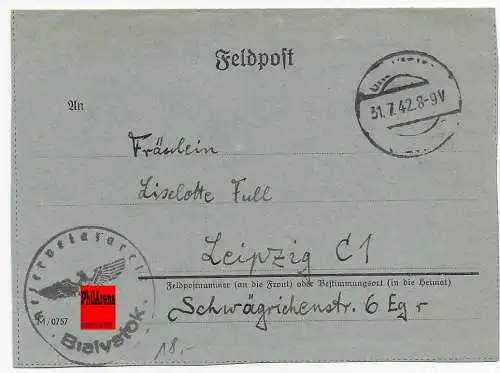 Feldpost
31.7.42.8-9V
An
Fräulein
Liselotte Full
Leipzig C1
Feldpostnummer (an die Front) oder Bestimmungsort (in die Heimat)
Schwägrichenstr. 6 Eg r
PhilArena
M/0757
Bialystok
18,-